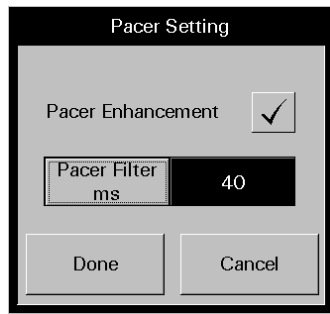 Pacer Setting
Pacer Enhancement
Pacer Filter
ms
40
Done
Cancel